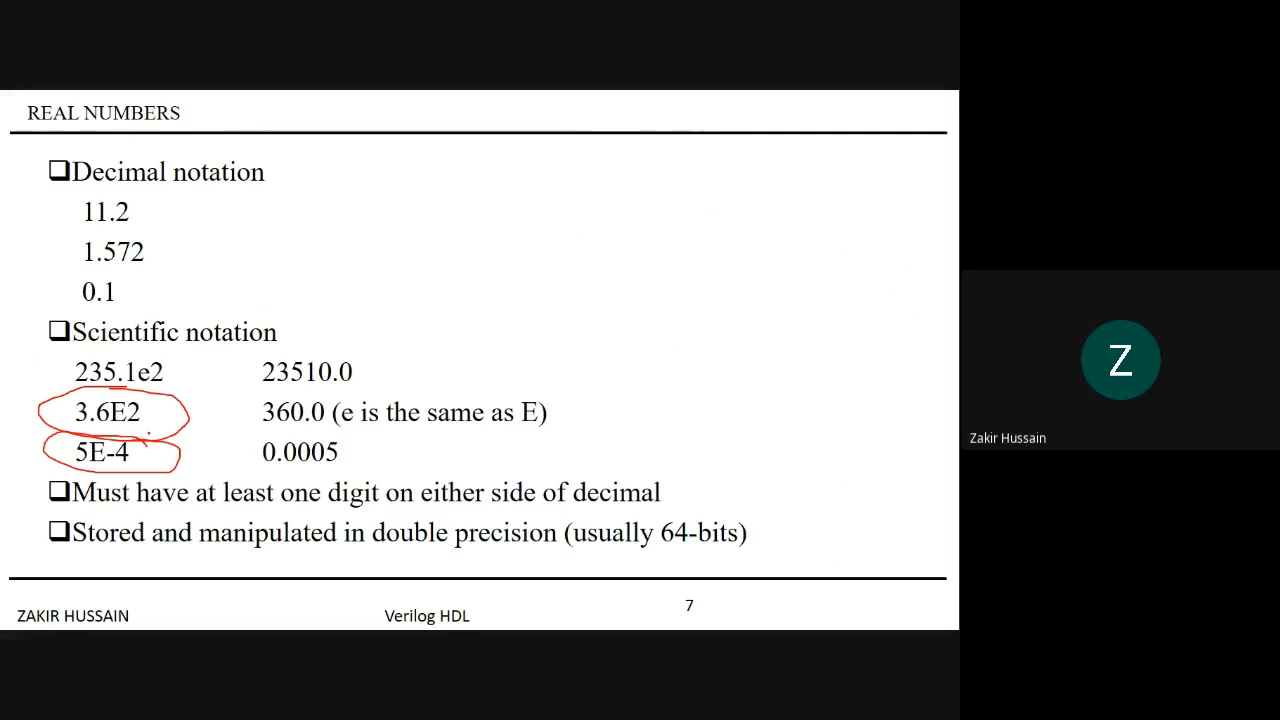 REAL NUMBERS
❑Decimal notation
11.2
1.572
0.1
❑Scientific notation
235.1e2 23510.0
3.6E2 360.0 (e is the same as E)
5E-4 0.0005
❑Must have at least one digit on either side of decimal
❑Stored and manipulated in double precision (usually 64-bits)
ZAKIR HUSSAIN Verilog HDL 7
Z
Zakir Hussain